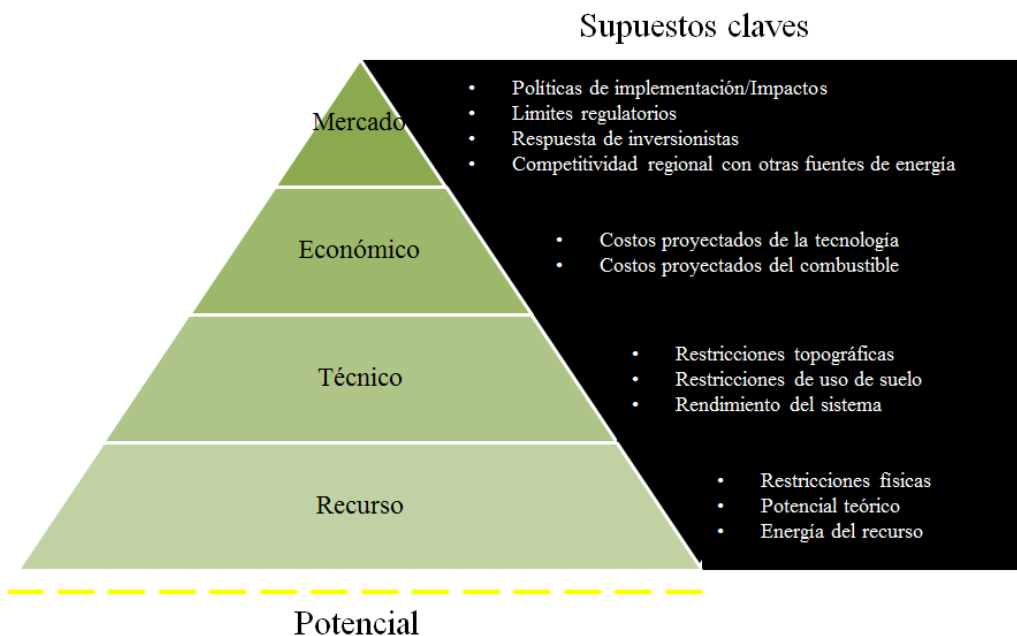 Supuestos claves
Mercado
• Políticas de implementación/Impactos
• Limites regulatorios
• Respuesta de inversionistas
• Competitividad regional con otras fuentes de energía
Económico
• Costos proyectados de la tecnología
• Costos proyectados del combustible
Técnico
• Restricciones topográficas
• Restricciones de uso de suelo
• Rendimiento del sistema
Recurso
• Restricciones físicas
• Potencial teórico
• Energía del recurso
Potencial